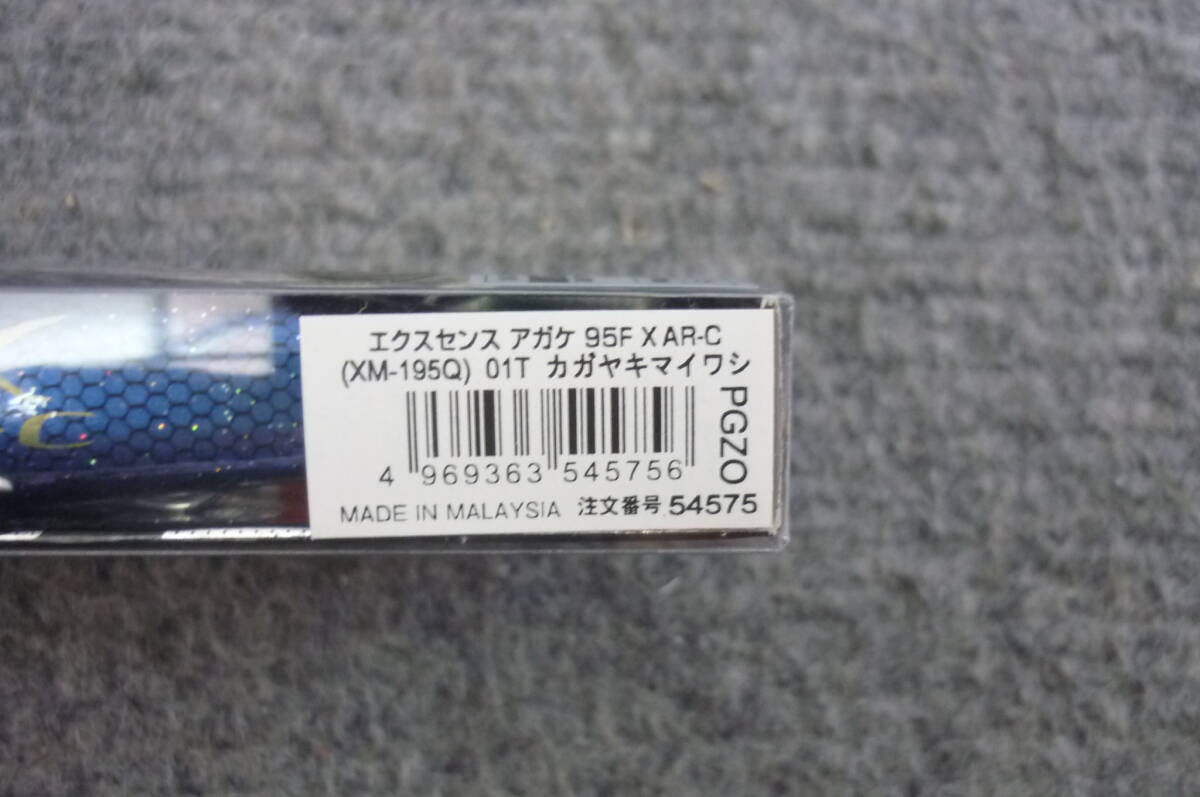 エクスセンス アガケ 95F X AR-C
(XM-195Q) 01T カガヤキマイワシ
4 969363 545756
PGZO
MADE IN MALAYSIA 注文番号 54575